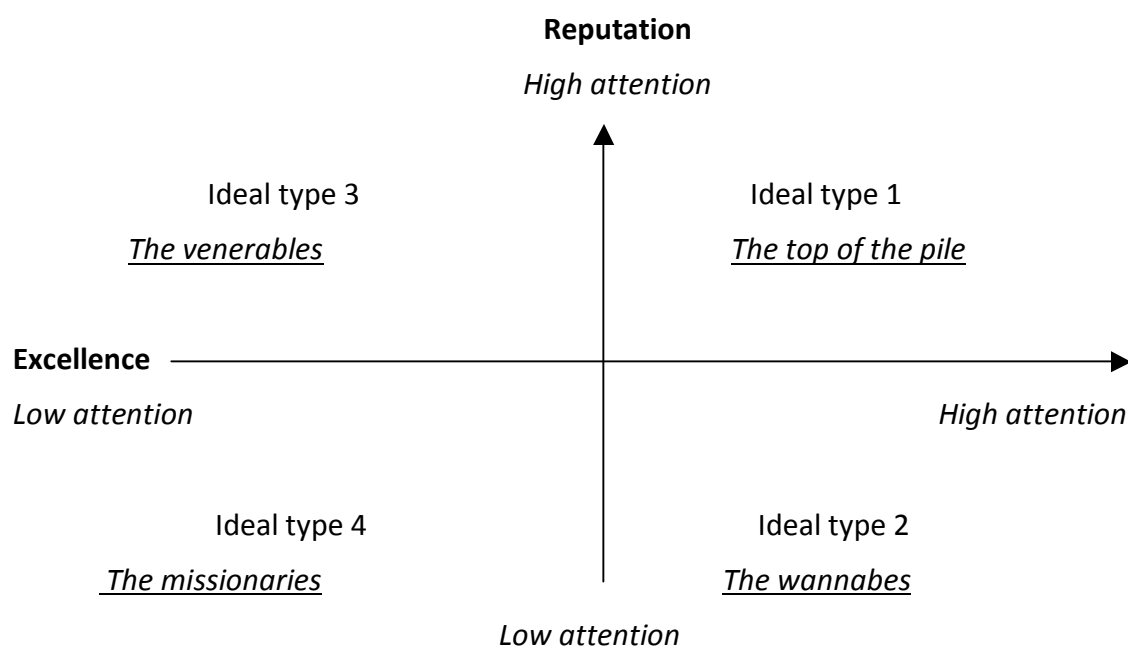 Reputation
High attention
Ideal type 3
Ideal type 1
The venerables
The top of the pile
Excellence
Low attention
High attention
Ideal type 4
Ideal type 2
The missionaries
The wannabes
Low attention